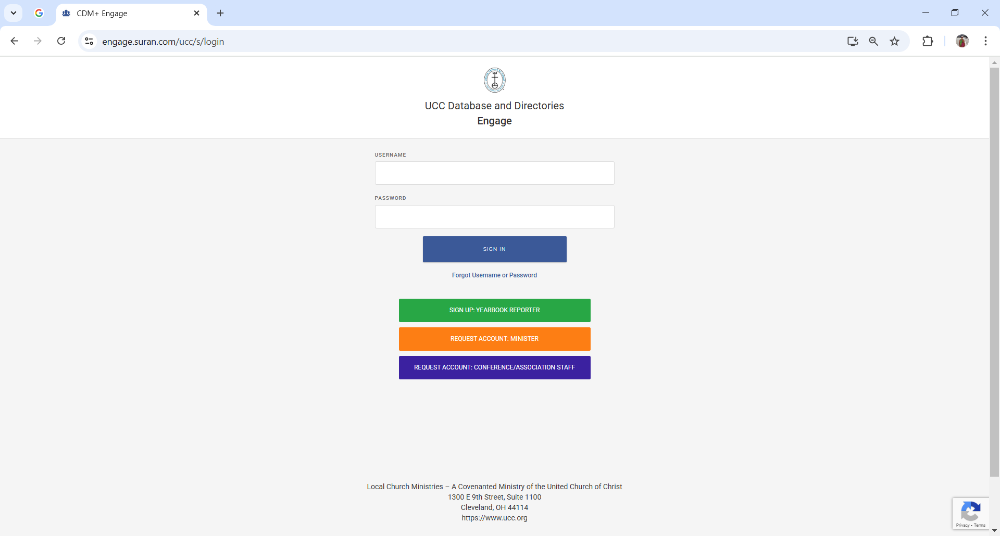 CDM+ Engage
engage.suran.com/ucc/s/login
UCC Database and Directories
Engage
USERNAME
PASSWORD
SIGN IN
Forgot Username or Password
SIGN UP: YEARBOOK REPORTER
REQUEST ACCOUNT: MINISTER
REQUEST ACCOUNT: CONFERENCE/ASSOCIATION STAFF
Local Church Ministries – A Covenanted Ministry of the United Church of Christ
1300 E 9th Street, Suite 1100
Cleveland, OH 44114
https://www.ucc.org
Privacy - Terms